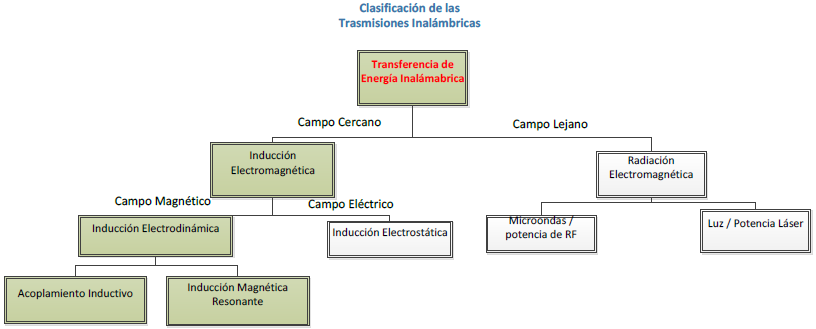 Clasificación de las
Trasmisiones Inalámbricas
Transferencia de
Energía Inalámabrica
Campo Cercano
Campo Lejano
Inducción
Electromagnética
Radiación
Electromagnética
Campo Magnético
Campo Eléctrico
Inducción Electrodinámica
Inducción Electrostática
Microondas /
potencia de RF
Luz / Potencia Láser
Acoplamiento Inductivo
Inducción Magnética
Resonante